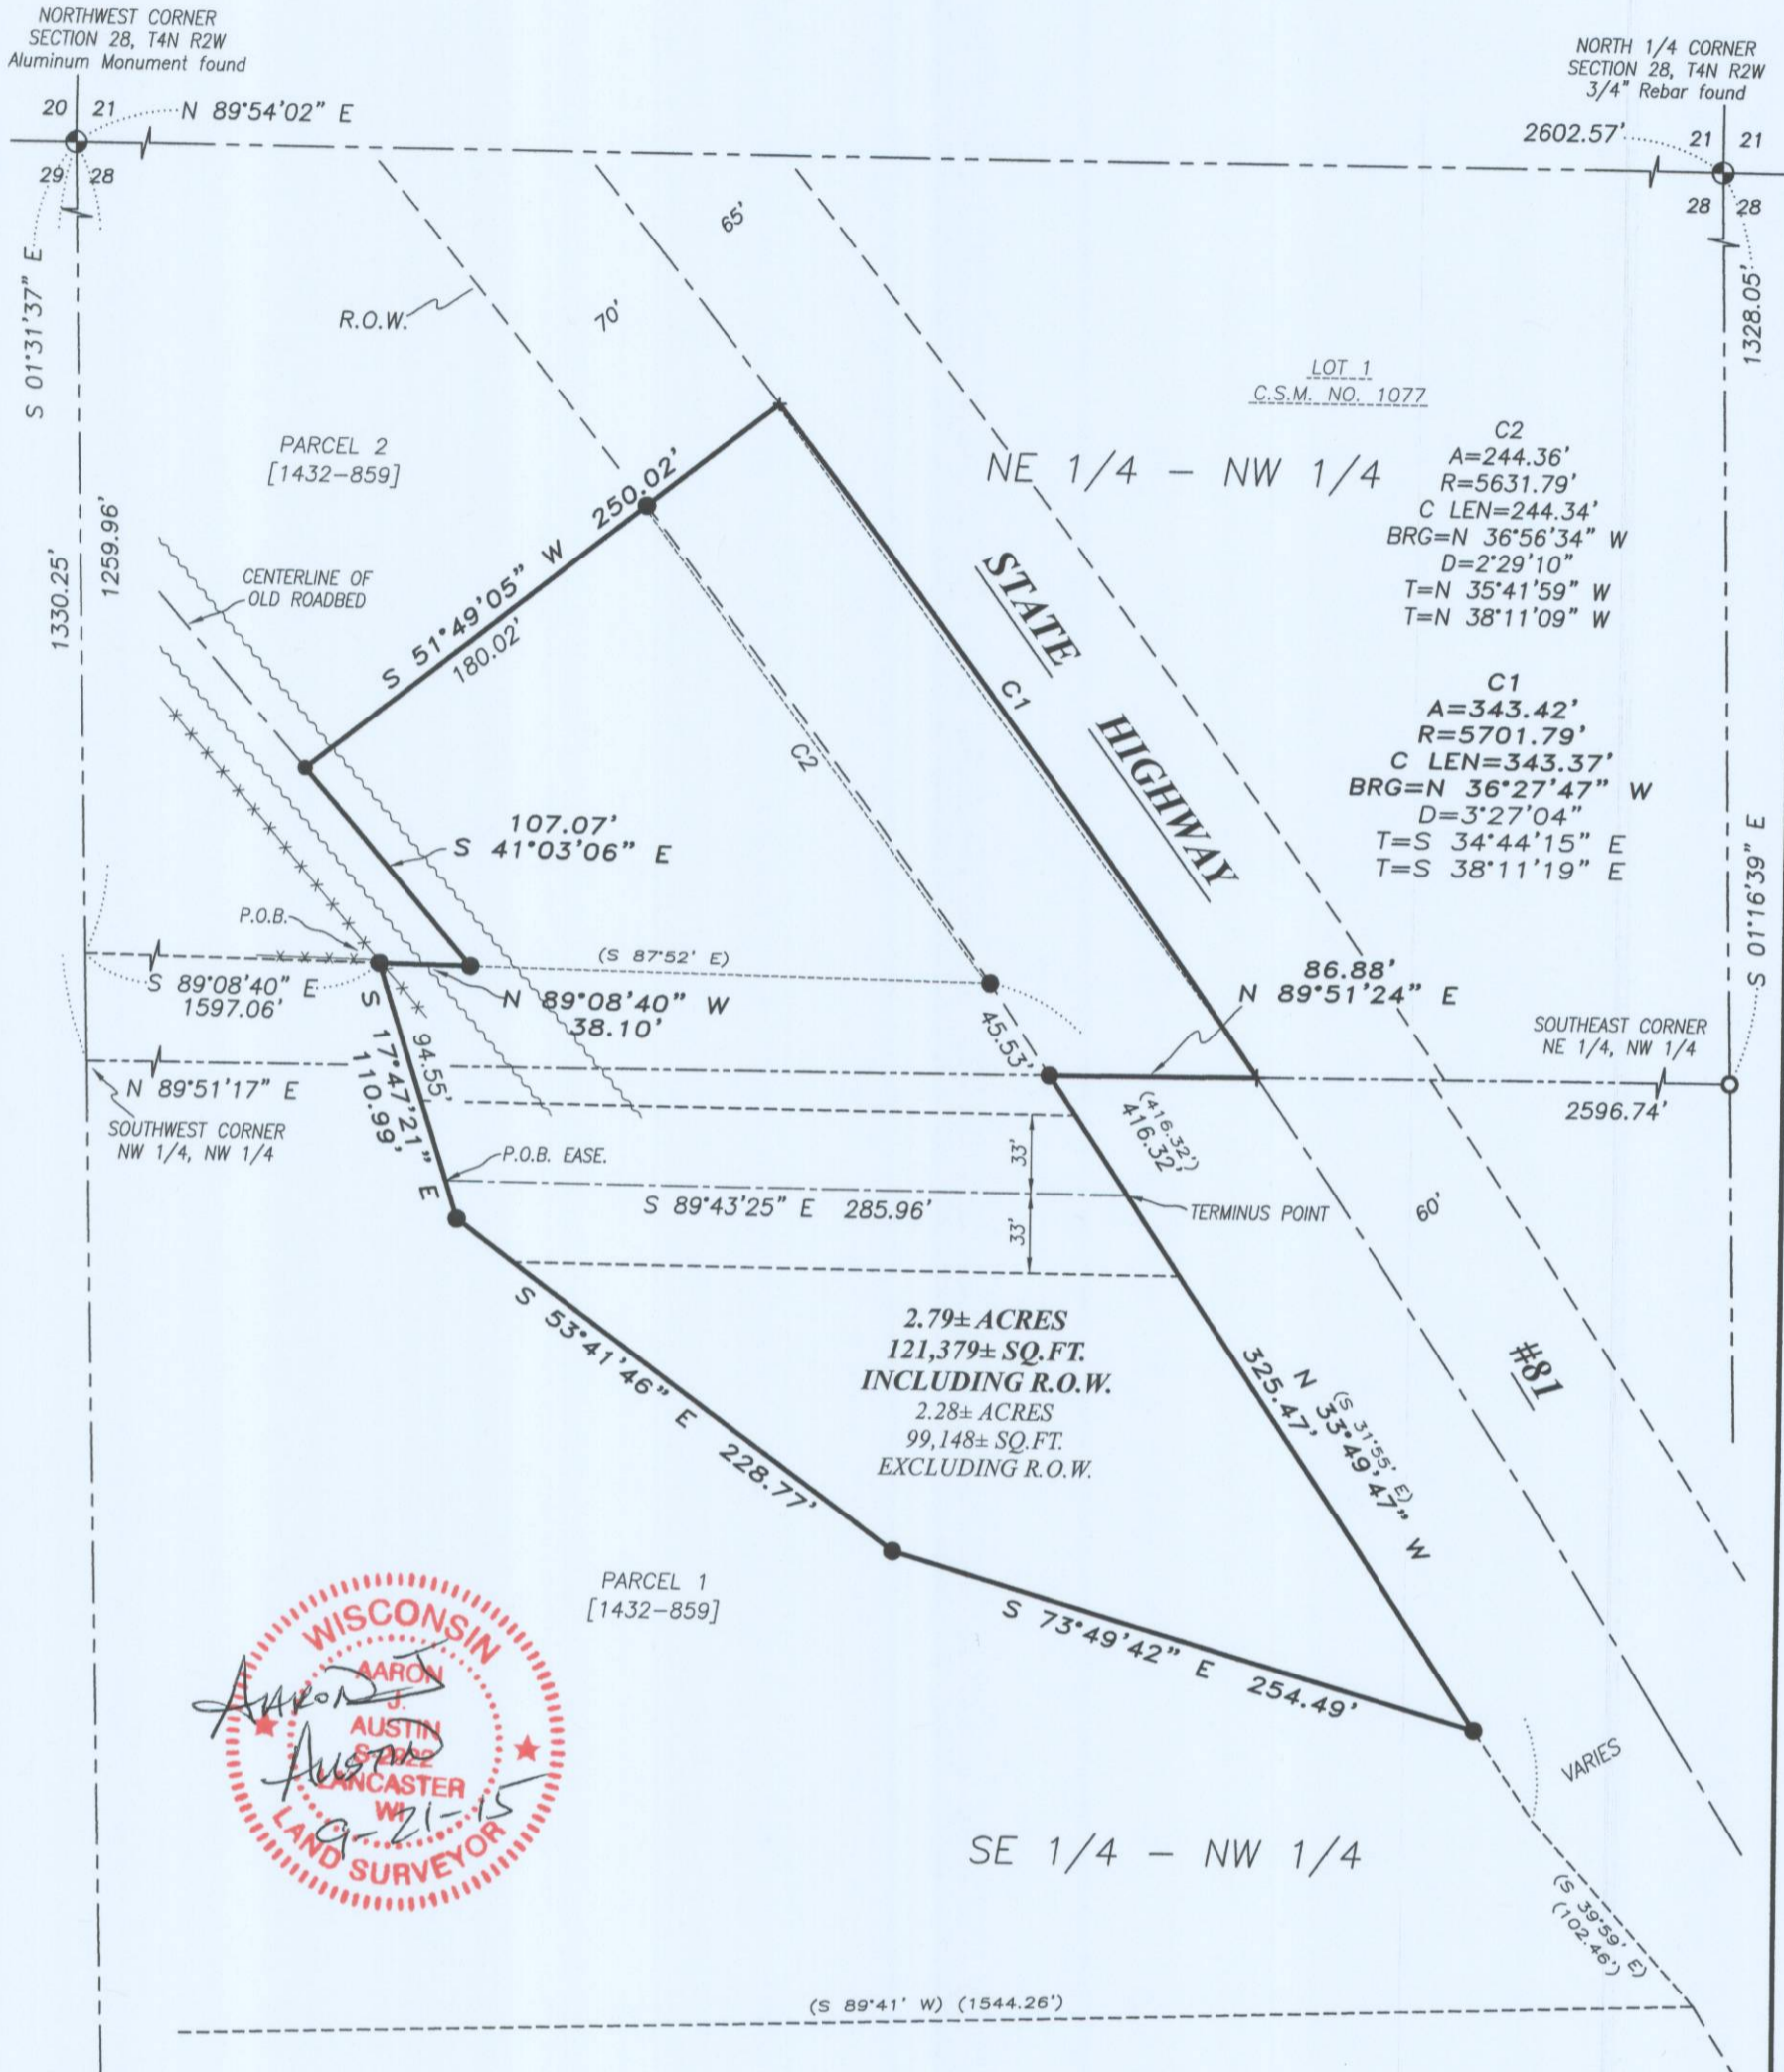 NORTHWEST CORNER
SECTION 28, T4N R2W
Aluminum Monument found
NORTH 1/4 CORNER
SECTION 28, T4N R2W
3/4" Rebar found
20 21
N 89°54'02" E
2602.57'
21 21
29 28
28 28
S 01°31'37" E
1328.05'
65'
70'
R.O.W.
LOT 1
C.S.M. NO. 1077
PARCEL 2
[1432-859]
NE 1/4 - NW 1/4
C2
A=244.36'
R=5631.79'
C LEN=244.34'
BRG=N 36°56'34" W
D=2°29'10"
T=N 35°41'59" W
T=N 38°11'09" W
1330.25'
1259.96'
CENTERLINE OF
OLD ROADBED
S 51°49'05" W 250.02'
180.02'
STATE
HIGHWAY
C1
C2
C1
A=343.42'
R=5701.79'
C LEN=343.37'
BRG=N 36°27'47" W
D=3°27'04"
T=S 34°44'15" E
T=S 38°11'19" E
107.07'
S 41°03'06" E
S 01°16'39" E
P.O.B.
(S 87°52' E)
S 89°08'40" E
1597.06'
N 89°08'40" W
38.10'
86.88'
N 89°51'24" E
SOUTHEAST CORNER
NE 1/4, NW 1/4
45.53'
S 17°47'21" E
110.99'
94.55'
N 89°51'17" E
2596.74'
SOUTHWEST CORNER
NW 1/4, NW 1/4
(416.32')
416.32'
P.O.B. EASE.
33'
S 89°43'25" E 285.96'
TERMINUS POINT
60'
33'
S 53°41'46" E 228.77'
2.79± ACRES
121,379± SQ.FT.
INCLUDING R.O.W.
2.28± ACRES
99,148± SQ.FT.
EXCLUDING R.O.W.
#81
(S 31°55' E)
N 33°49'47" W
325.47'
PARCEL 1
[1432-859]
S 73°49'42" E 254.49'
VARIES
WISCONSIN
AARON
J.
AUSTIN
S-2922
LANCASTER
WI
LAND SURVEYOR
Aaron J
Austin
9-21-15
SE 1/4 - NW 1/4
(S 39°59' E)
(102.46')
(S 89°41' W) (1544.26')